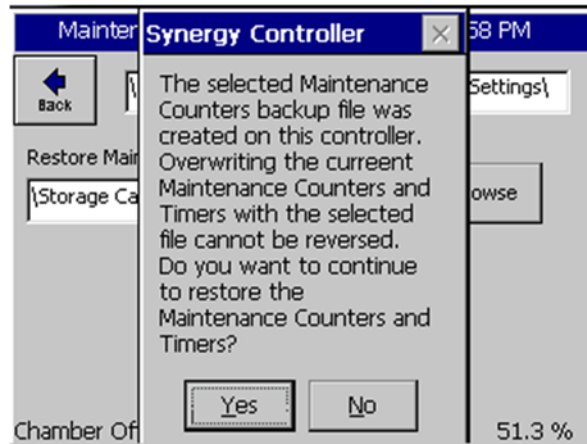 Mainter
Synergy Controller
58 PM
Back
Settings\
The selected Maintenance
Counters backup file was
created on this controller.
Overwriting the curreent
Maintenance Counters and
Timers with the selected
file cannot be reversed.
Do you want to continue
to restore the
Maintenance Counters and
Timers?
Restore Mair
\Storage Ca
owse
Yes
No
Chamber Of
51.3 %